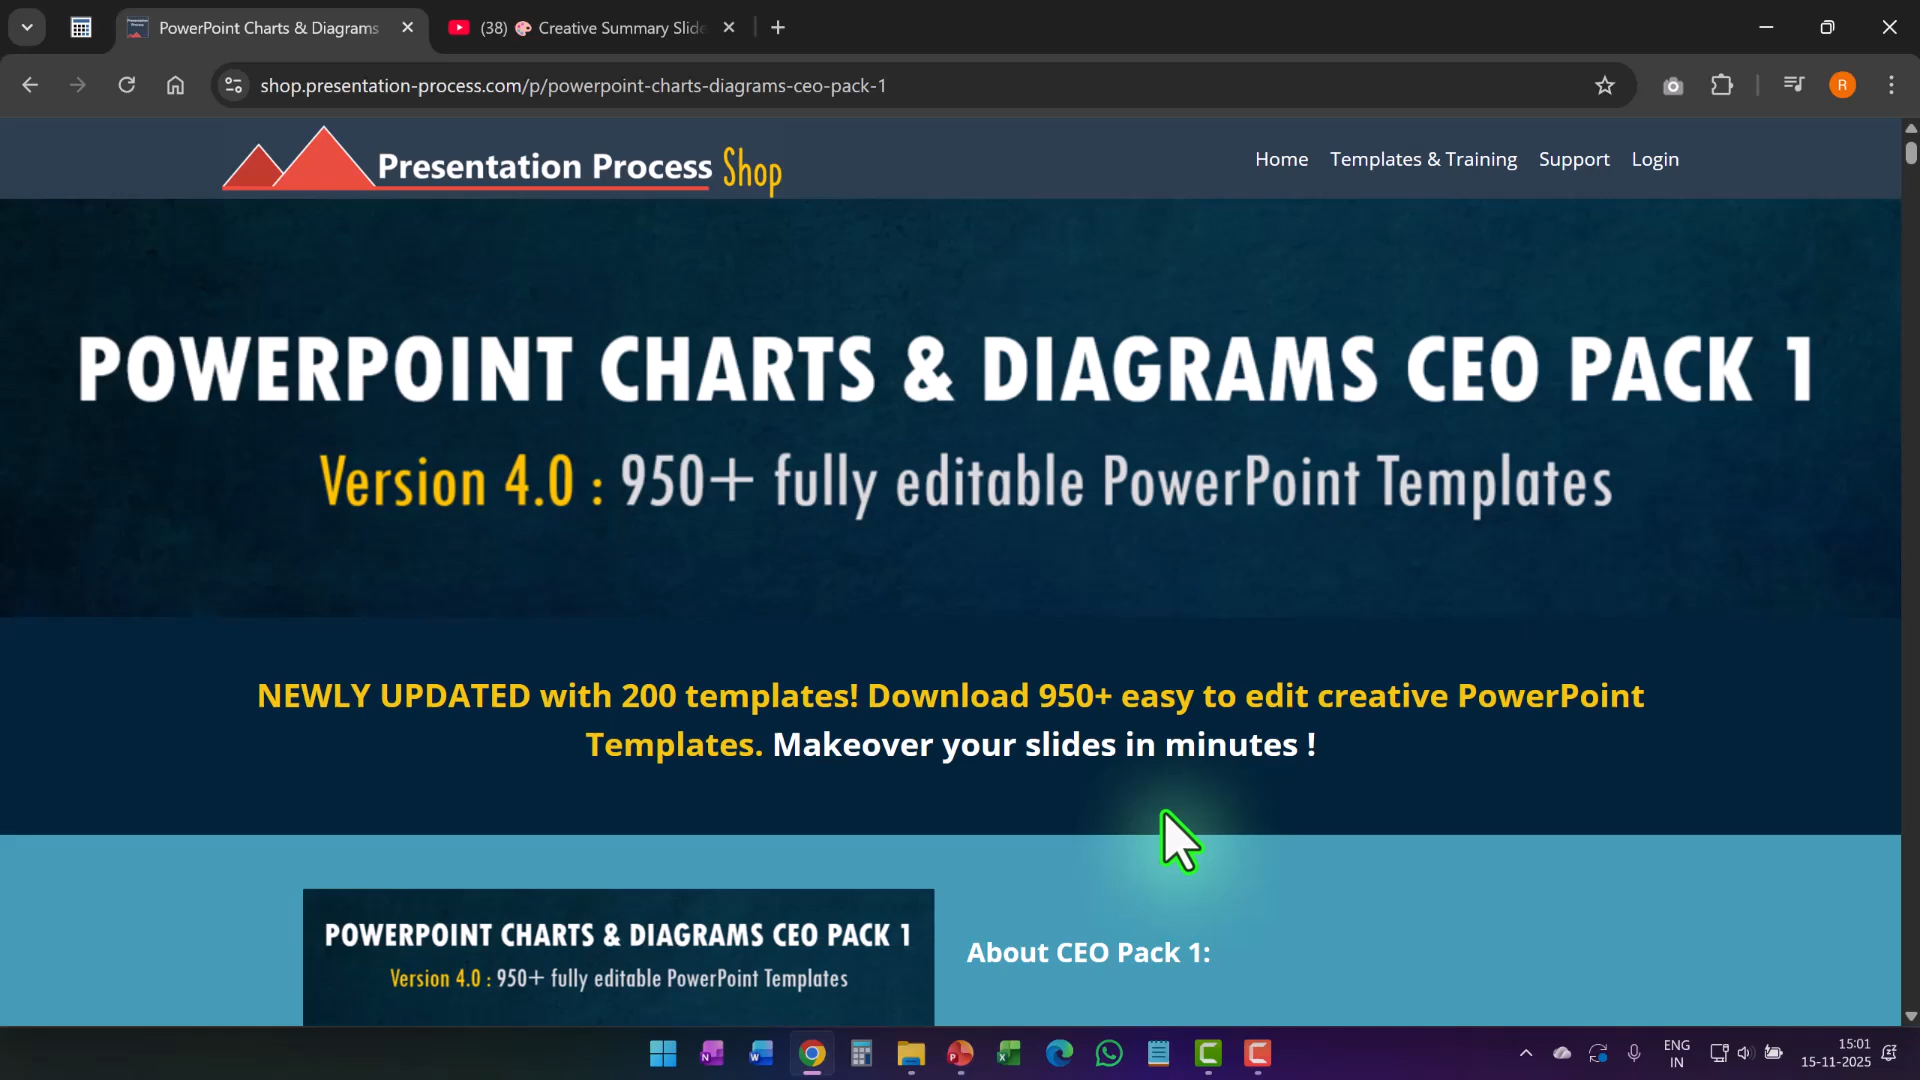 PowerPoint Charts & Diagrams
(38) 🎨 Creative Summary Slide
shop.presentation-process.com/p/powerpoint-charts-diagrams-ceo-pack-1
R
Presentation Process Shop
Home Templates & Training Support Login
POWERPOINT CHARTS & DIAGRAMS CEO PACK 1
Version 4.0 : 950+ fully editable PowerPoint Templates
NEWLY UPDATED with 200 templates! Download 950+ easy to edit creative PowerPoint
Templates. Makeover your slides in minutes !
POWERPOINT CHARTS & DIAGRAMS CEO PACK 1
Version 4.0 : 950+ fully editable PowerPoint Templates
About CEO Pack 1:
ENG
IN
15:01
15-11-2025